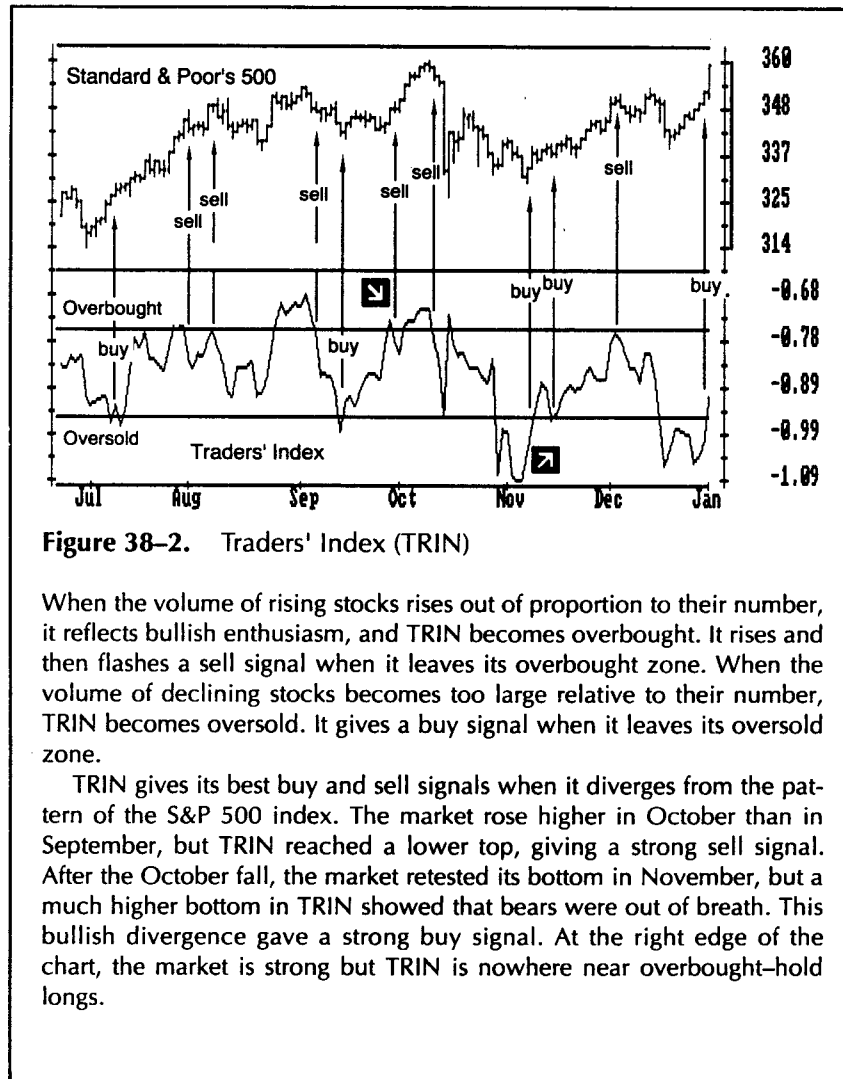 Standard & Poor's 500
360
348
337
325
314
sell
sell
sell
sell
sell
sell
buy
buy
buy
buy
buy
Overbought
Oversold
Traders' Index
-0.68
-0.78
-0.89
-0.99
-1.09
Jul Aug Sep Oct Nov Dec Jan
Figure 38–2. Traders' Index (TRIN)
When the volume of rising stocks rises out of proportion to their number,
it reflects bullish enthusiasm, and TRIN becomes overbought. It rises and
then flashes a sell signal when it leaves its overbought zone. When the
volume of declining stocks becomes too large relative to their number,
TRIN becomes oversold. It gives a buy signal when it leaves its oversold
zone.
TRIN gives its best buy and sell signals when it diverges from the pat-
tern of the S&P 500 index. The market rose higher in October than in
September, but TRIN reached a lower top, giving a strong sell signal.
After the October fall, the market retested its bottom in November, but a
much higher bottom in TRIN showed that bears were out of breath. This
bullish divergence gave a strong buy signal. At the right edge of the
chart, the market is strong but TRIN is nowhere near overbought–hold
longs.